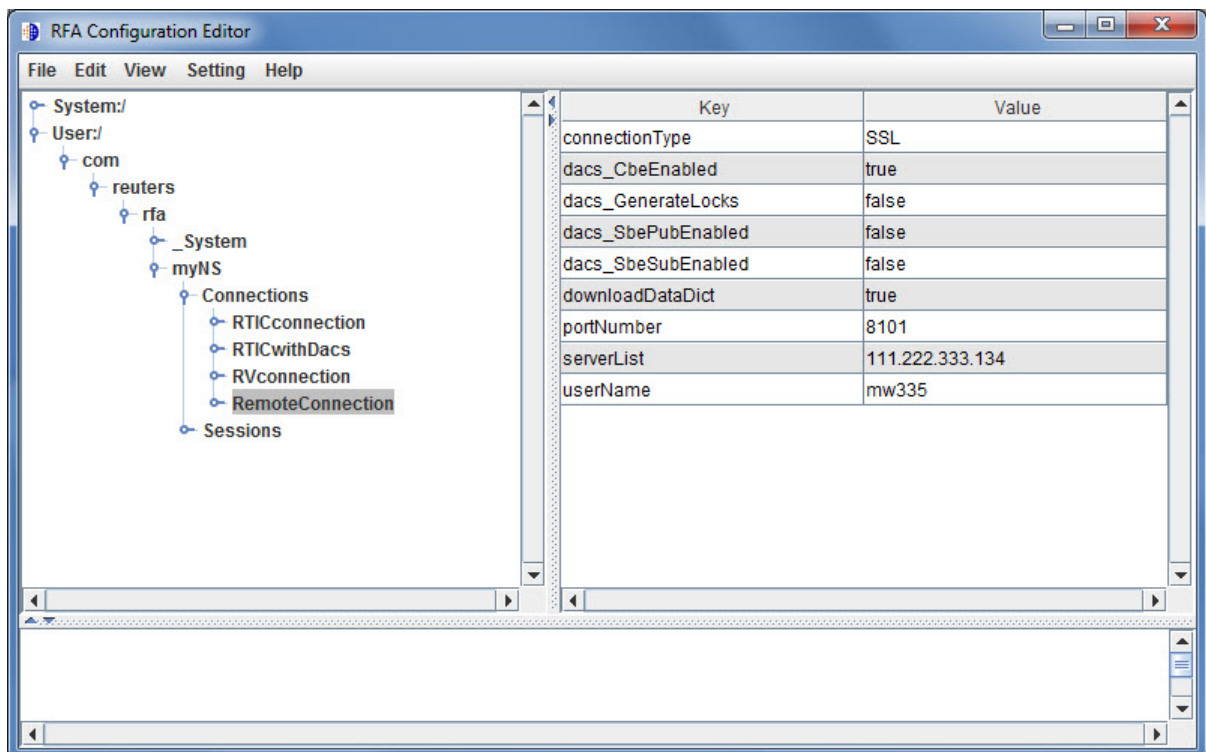 RFA Configuration Editor
File Edit View Setting Help
System:/
User:/
com
reuters
rfa
_System
myNS
Connections
RTICconnection
RTICwithDacs
RVconnection
RemoteConnection
Sessions
Key Value
connectionType SSL
dacs_CbeEnabled true
dacs_GenerateLocks false
dacs_SbePubEnabled false
dacs_SbeSubEnabled false
downloadDataDict true
portNumber 8101
serverList 111.222.333.134
userName mw335